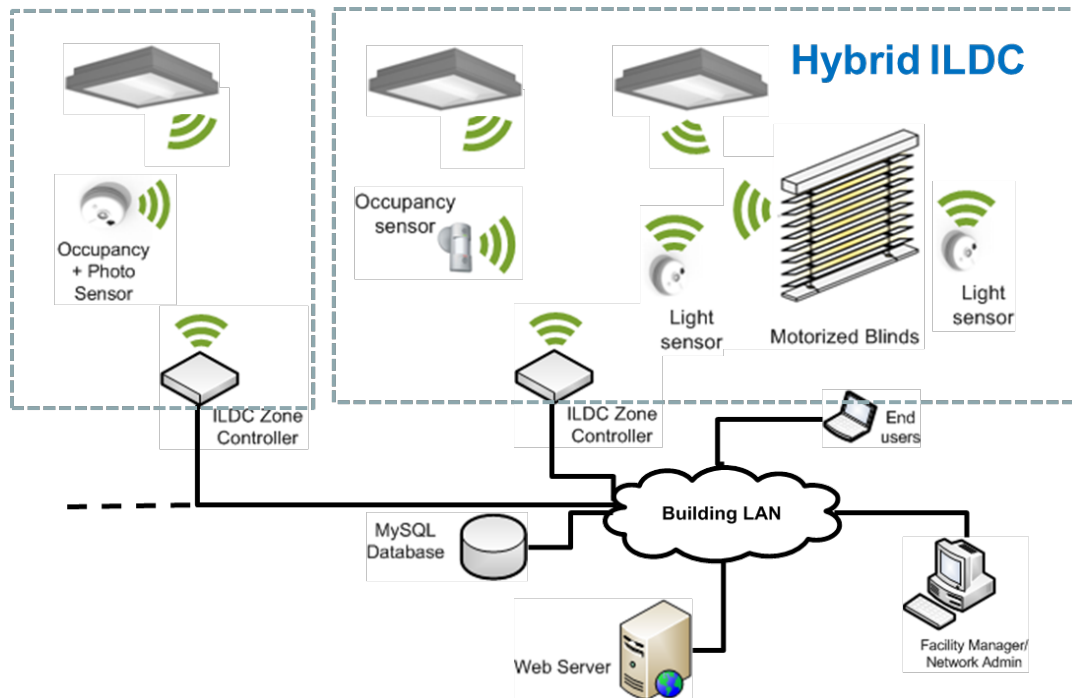 Hybrid ILDC
Occupancy
+ Photo
Sensor
Occupancy
sensor
Light
sensor
Motorized Blinds
Light
sensor
ILDC Zone
Controller
ILDC Zone
Controller
End
users
Building LAN
MySQL
Database
Web Server
Facility Manager/
Network Admin